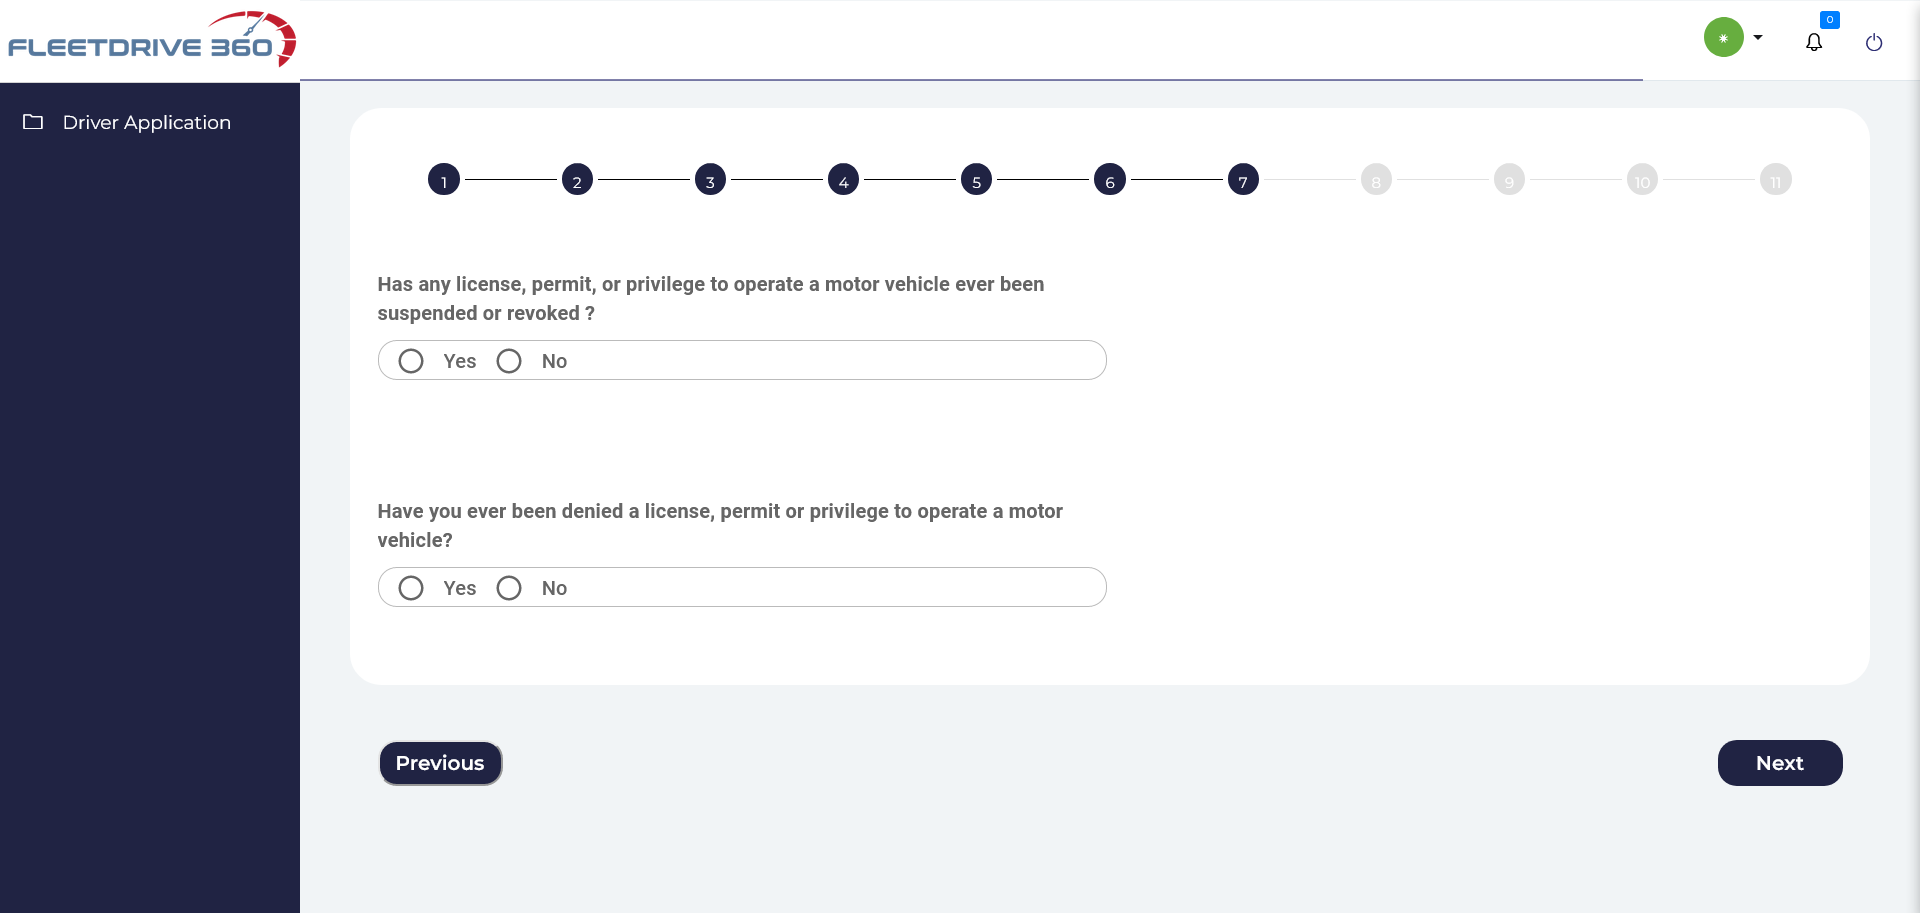 FLEETDRIVE 360
0
Driver Application
1 2 3 4 5 6 7 8 9 10 11
Has any license, permit, or privilege to operate a motor vehicle ever been
suspended or revoked ?
Yes No
Have you ever been denied a license, permit or privilege to operate a motor
vehicle?
Yes No
Previous Next